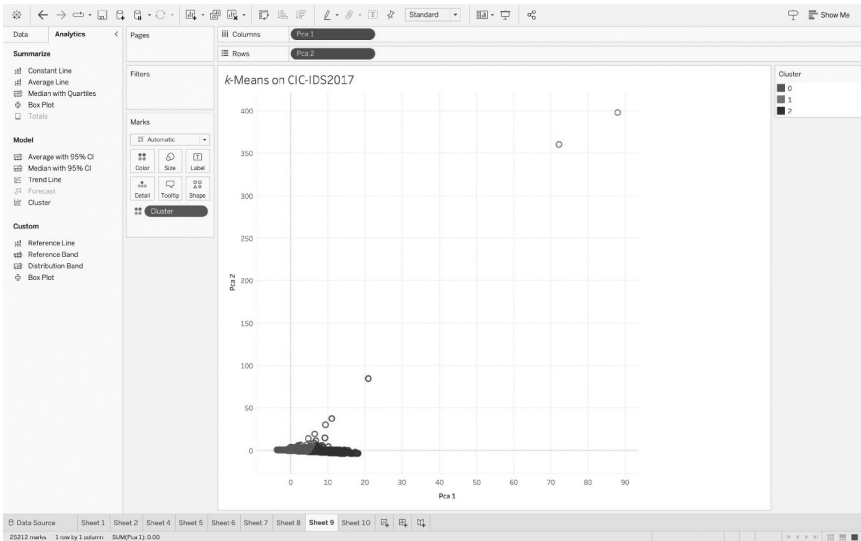 Standard
Show Me
Data
Analytics
Pages
Columns
Pca 1
Rows
Pca 2
Summarize
Constant Line
Average Line
Median with Quartiles
Box Plot
Totals
Model
Average with 95% CI
Median with 95% CI
Trend Line
Forecast
Cluster
Custom
Reference Line
Reference Band
Distribution Band
Box Plot
Filters
Marks
Automatic
Color Size Label
Detail Tooltip Shape
Cluster
k-Means on CIC-IDS2017
400
350
300
250
200
150
100
50
0
Pca 2
0 10 20 30 40 50 60 70 80 90
Pca 1
Cluster
0
1
2
Data Source Sheet 1 Sheet 2 Sheet 4 Sheet 5 Sheet 6 Sheet 7 Sheet 8 Sheet 9 Sheet 10
25212 marks 1 row by 1 column SUM(Pca 1): 0.00